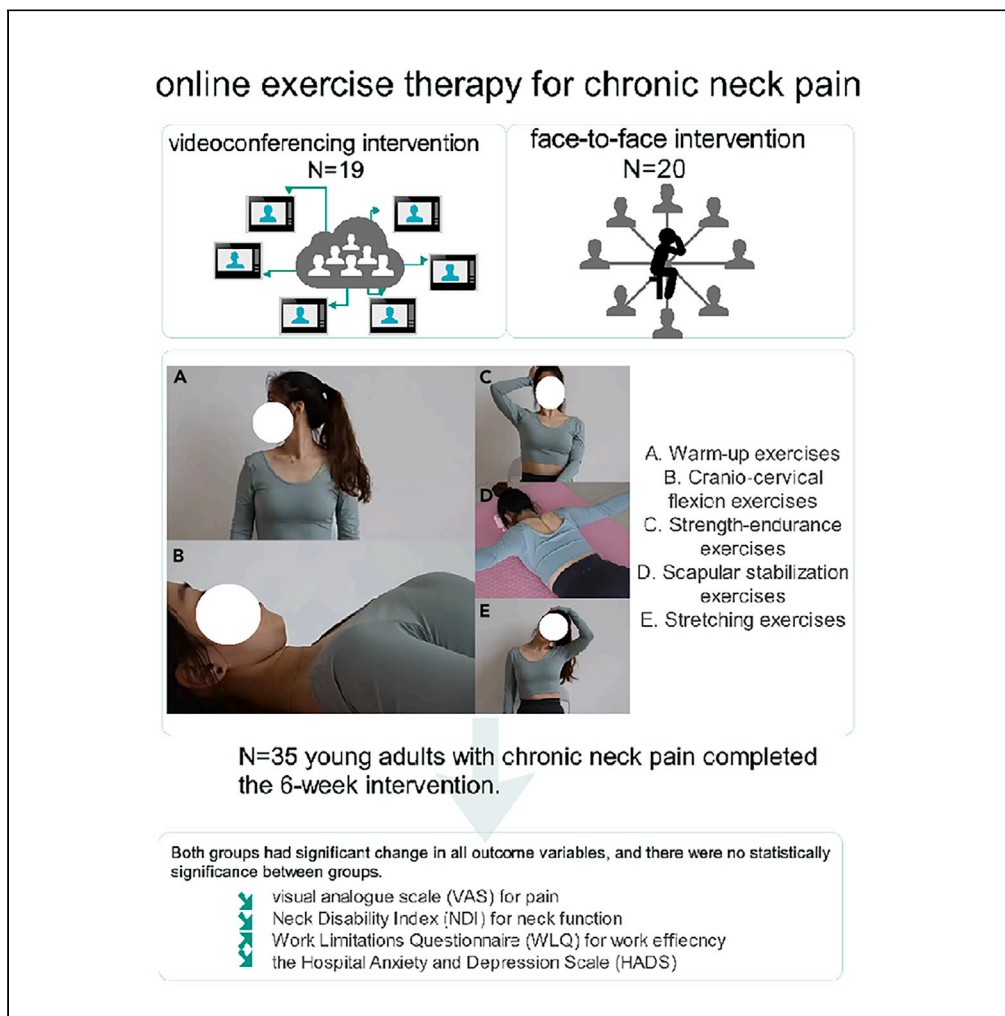 online exercise therapy for chronic neck pain
videoconferencing intervention
N=19
face-to-face intervention
N=20
A
B
C
D
E
A. Warm-up exercises
B. Cranio-cervical
flexion exercises
C. Strength-endurance
exercises
D. Scapular stabilization
exercises
E. Stretching exercises
N=35 young adults with chronic neck pain completed
the 6-week intervention.
Both groups had significant change in all outcome variables, and there were no statistically
significance between groups.
visual analogue scale (VAS) for pain
Neck Disability Index (NDI) for neck function
Work Limitations Questionnaire (WLQ) for work effiecncy
the Hospital Anxiety and Depression Scale (HADS)